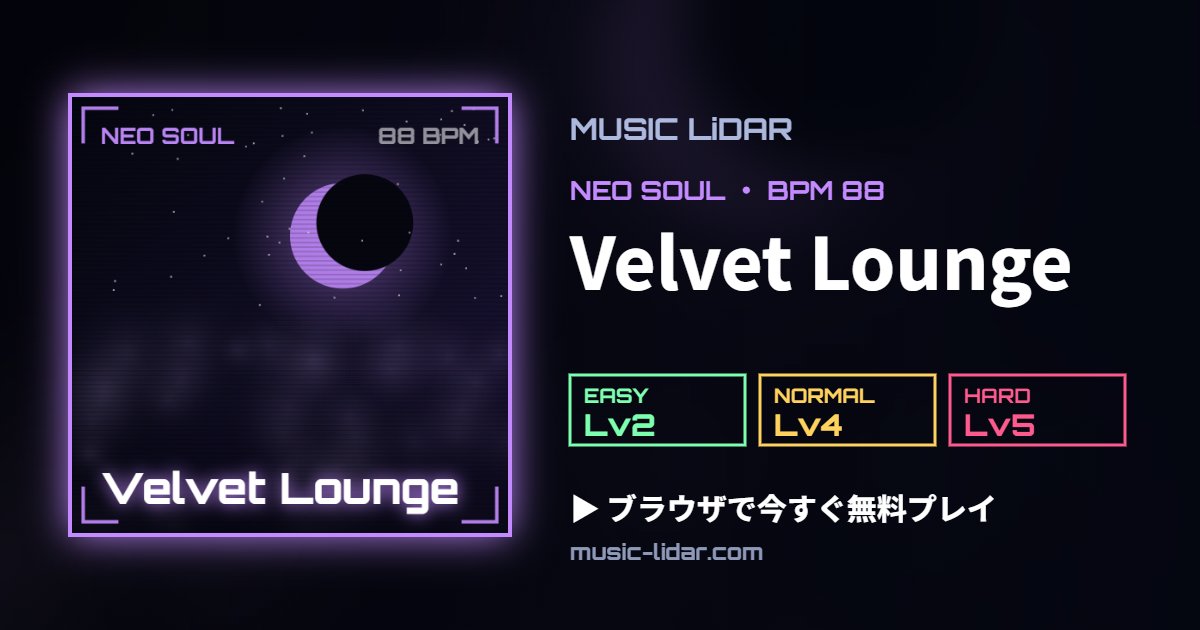 NEO SOUL
88 BPM
Velvet Lounge
MUSIC LiDAR
NEO SOUL • BPM 88
Velvet Lounge
EASY
Lv2
NORMAL
Lv4
HARD
Lv5
▶ ブラウザで今すぐ無料プレイ
music-lidar.com